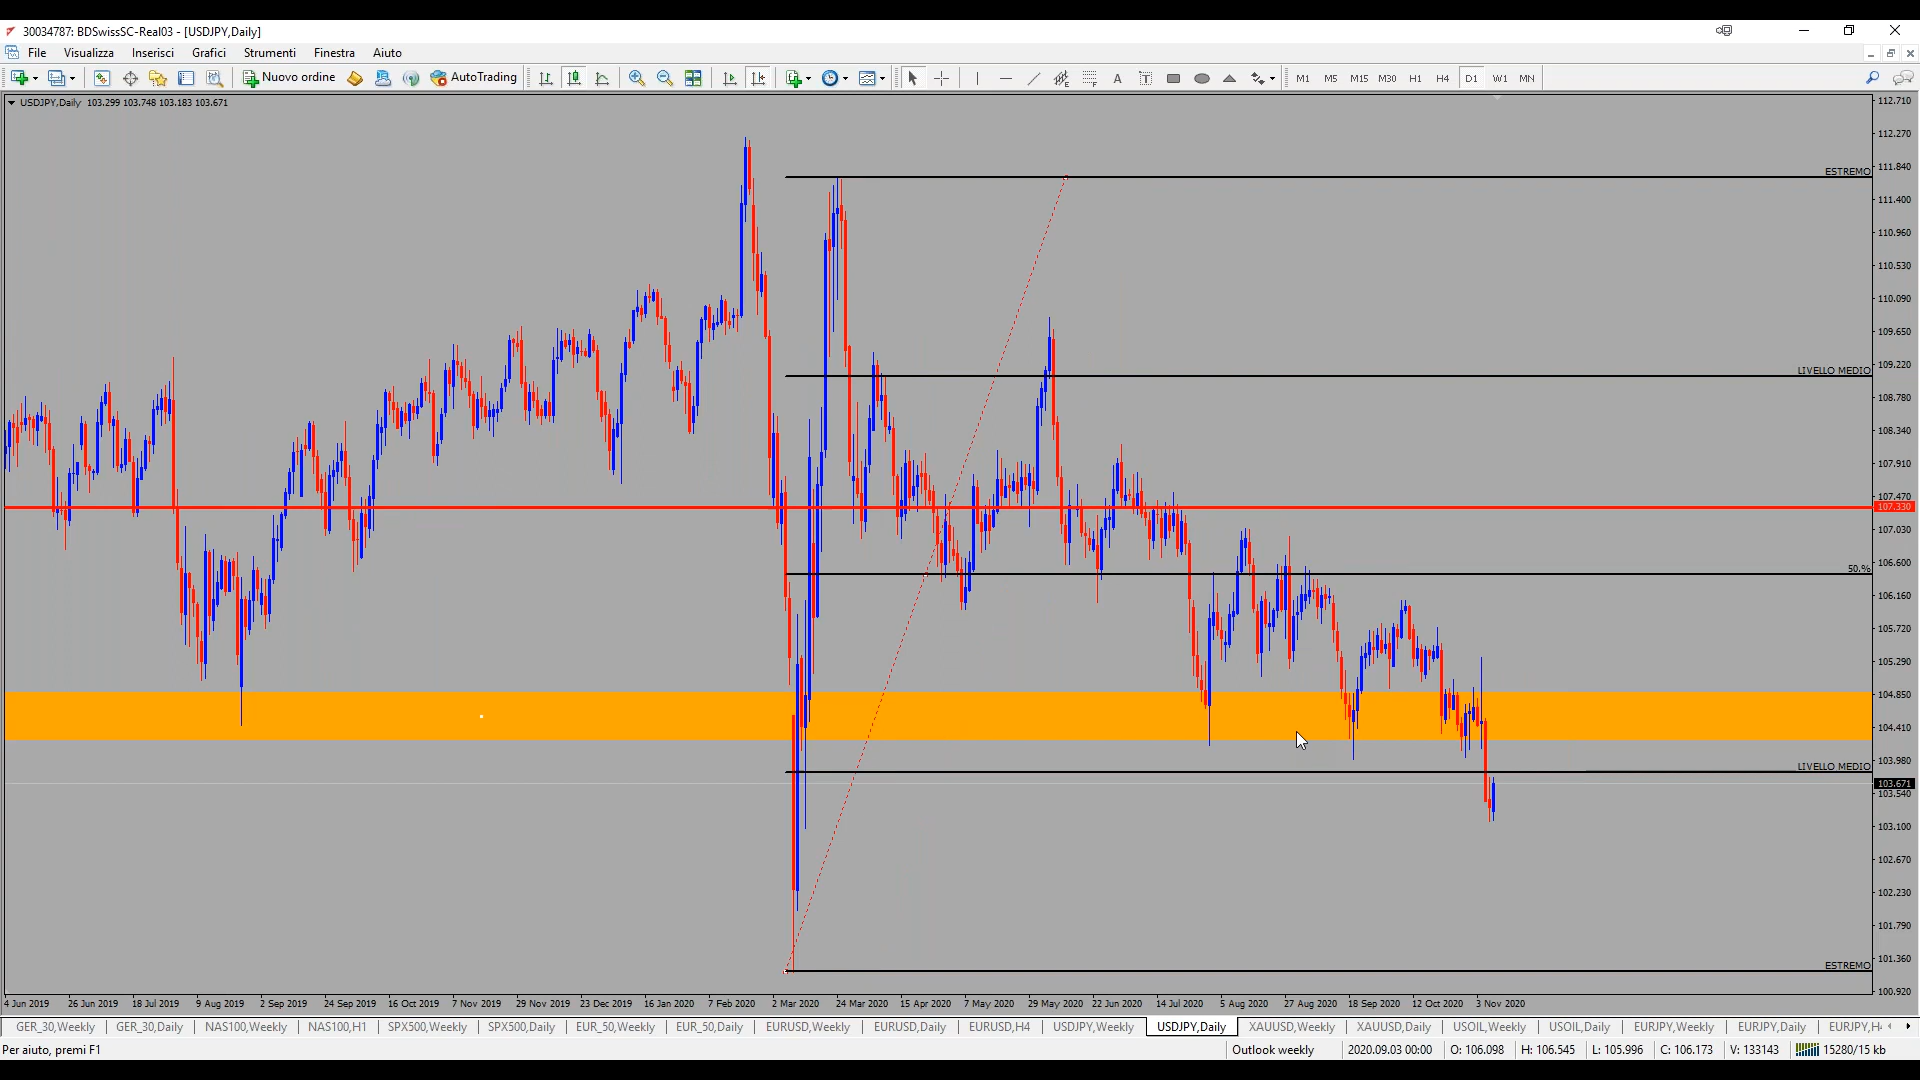 30034787: BDSwissSC-Real03 - [USDJPY,Daily]
File Visualizza Inserisci Grafici Strumenti Finestra Aiuto
Nuovo ordine AutoTrading A T M1 M5 M15 M30 H1 H4 D1 W1 MN
USDJPY,Daily 103.299 103.748 103.183 103.671
112.710
112.270
111.840
ESTREMO
111.400
110.960
110.530
110.090
109.650
109.220
LIVELLO MEDIO
108.780
108.340
107.910
107.470
107.330
107.030
106.600
50.%
106.160
105.720
105.290
104.850
104.410
103.980
LIVELLO MEDIO
103.671
103.540
103.100
102.670
102.230
101.790
101.360
ESTREMO
100.920
4 Jun 2019 26 Jun 2019 18 Jul 2019 9 Aug 2019 2 Sep 2019 24 Sep 2019 16 Oct 2019 7 Nov 2019 29 Nov 2019 23 Dec 2019 16 Jan 2020 7 Feb 2020 2 Mar 2020 24 Mar 2020 15 Apr 2020 7 May 2020 29 May 2020 22 Jun 2020 14 Jul 2020 5 Aug 2020 27 Aug 2020 18 Sep 2020 12 Oct 2020 3 Nov 2020
GER_30,Weekly GER_30,Daily NAS100,Weekly NAS100,H1 SPX500,Weekly SPX500,Daily EUR_50,Weekly EUR_50,Daily EURUSD,Weekly EURUSD,Daily EURUSD,H4 USDJPY,Weekly USDJPY,Daily XAUUSD,Weekly XAUUSD,Daily USOIL,Weekly USOIL,Daily EURJPY,Weekly EURJPY,Daily EURJPY,H
Per aiuto, premi F1 Outlook weekly 2020.09.03 00:00 O: 106.098 H: 106.545 L: 105.996 C: 106.173 V: 133143 15280/15 kb